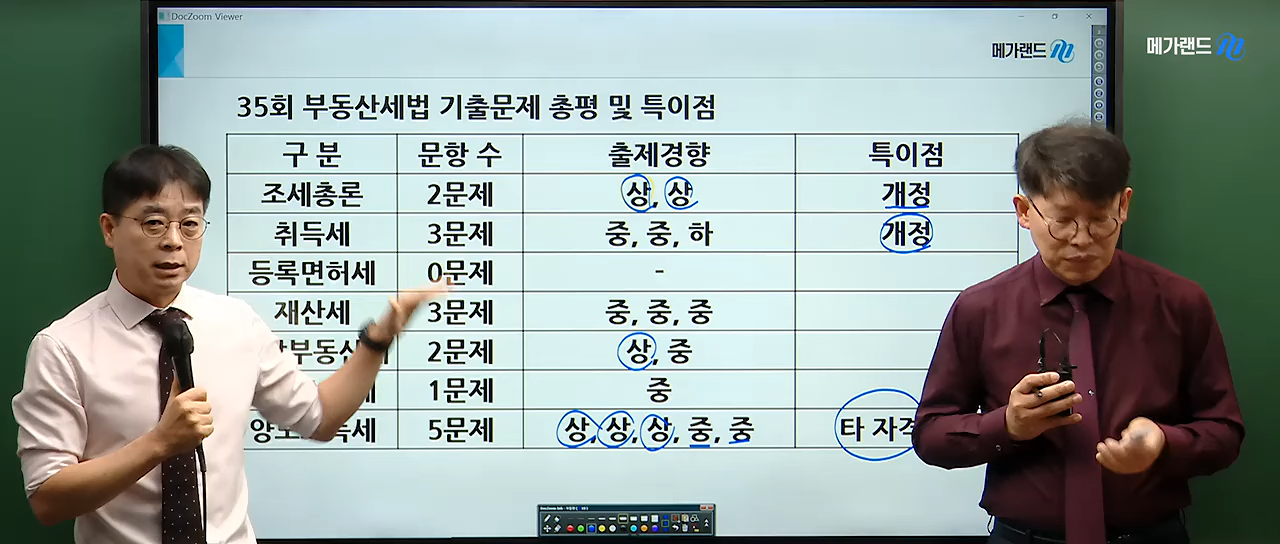 DocZoom Viewer
메가랜드
메가랜드
35회 부동산세법 기출문제 총평 및 특이점
구 분 문항 수 출제경향 특이점
조세총론 2문제 상, 상 개정
취득세 3문제 중, 중, 하 개정
등록면허세 0문제 -
재산세 3문제 중, 중, 중
부동산 2문제 상, 중
세 1문제 중
세 5문제 상, 상, 상, 중, 중 타